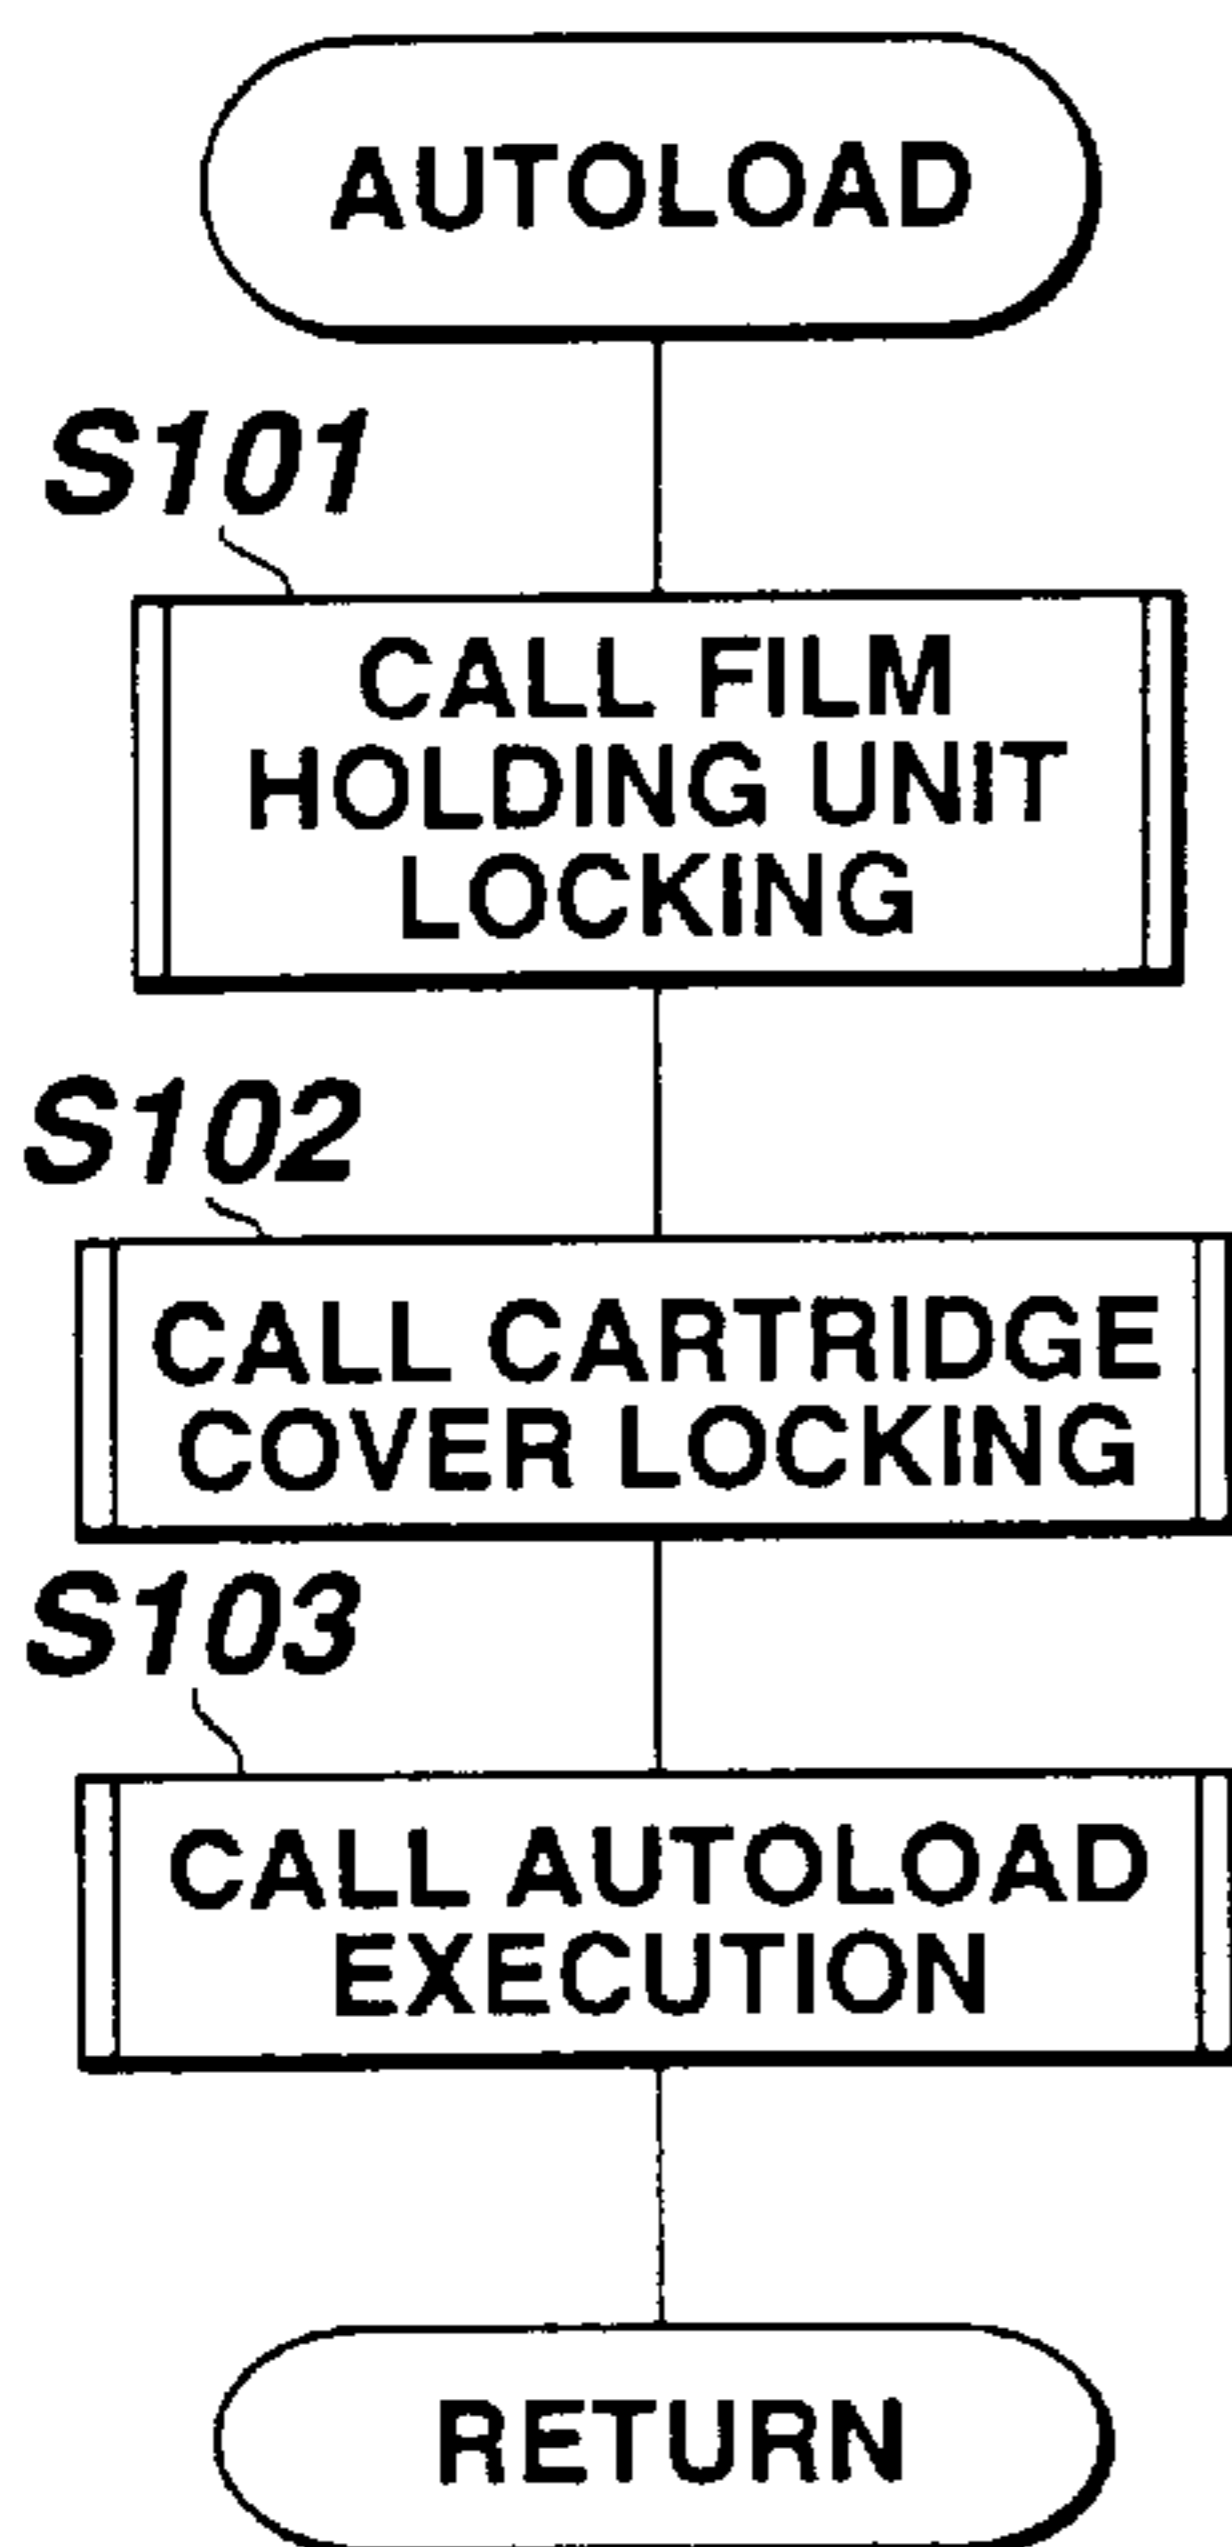 AUTOLOAD
S101
CALL FILM
HOLDING UNIT
LOCKING
S102
CALL CARTRIDGE
COVER LOCKING
S103
CALL AUTOLOAD
EXECUTION
RETURN